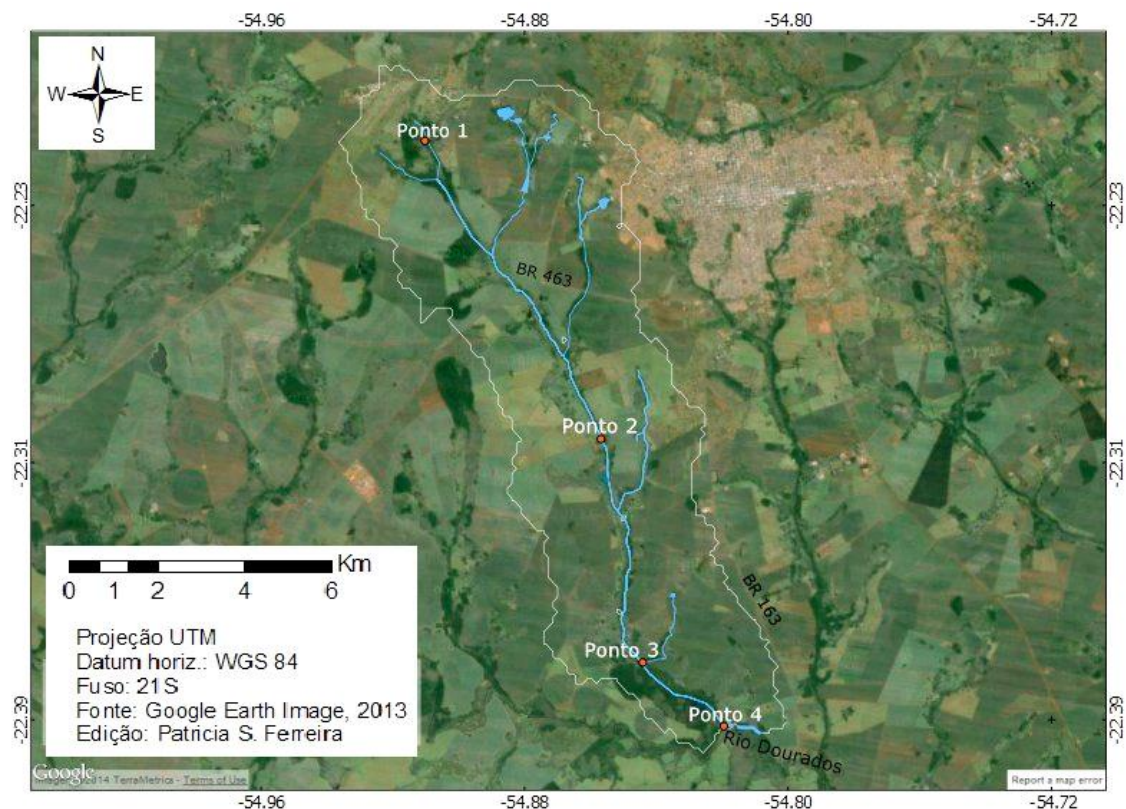 -54.96 -54.88 -54.80 -54.72
N
W E
S
Ponto 1
-22.23 -22.23
BR 463
Ponto 2
-22.31 -22.31
Km
0 1 2 4 6
BR 163
Projeção UTM
Datum horiz.: WGS 84
Fuso: 21S
Fonte: Google Earth Image, 2013
Edição: Patricia S. Ferreira
Ponto 3
-22.39 -22.39
Ponto 4
Rio Dourados
Google
2014 TerraMetrics - Terms of Use
Report a map error
-54.96 -54.88 -54.80 -54.72